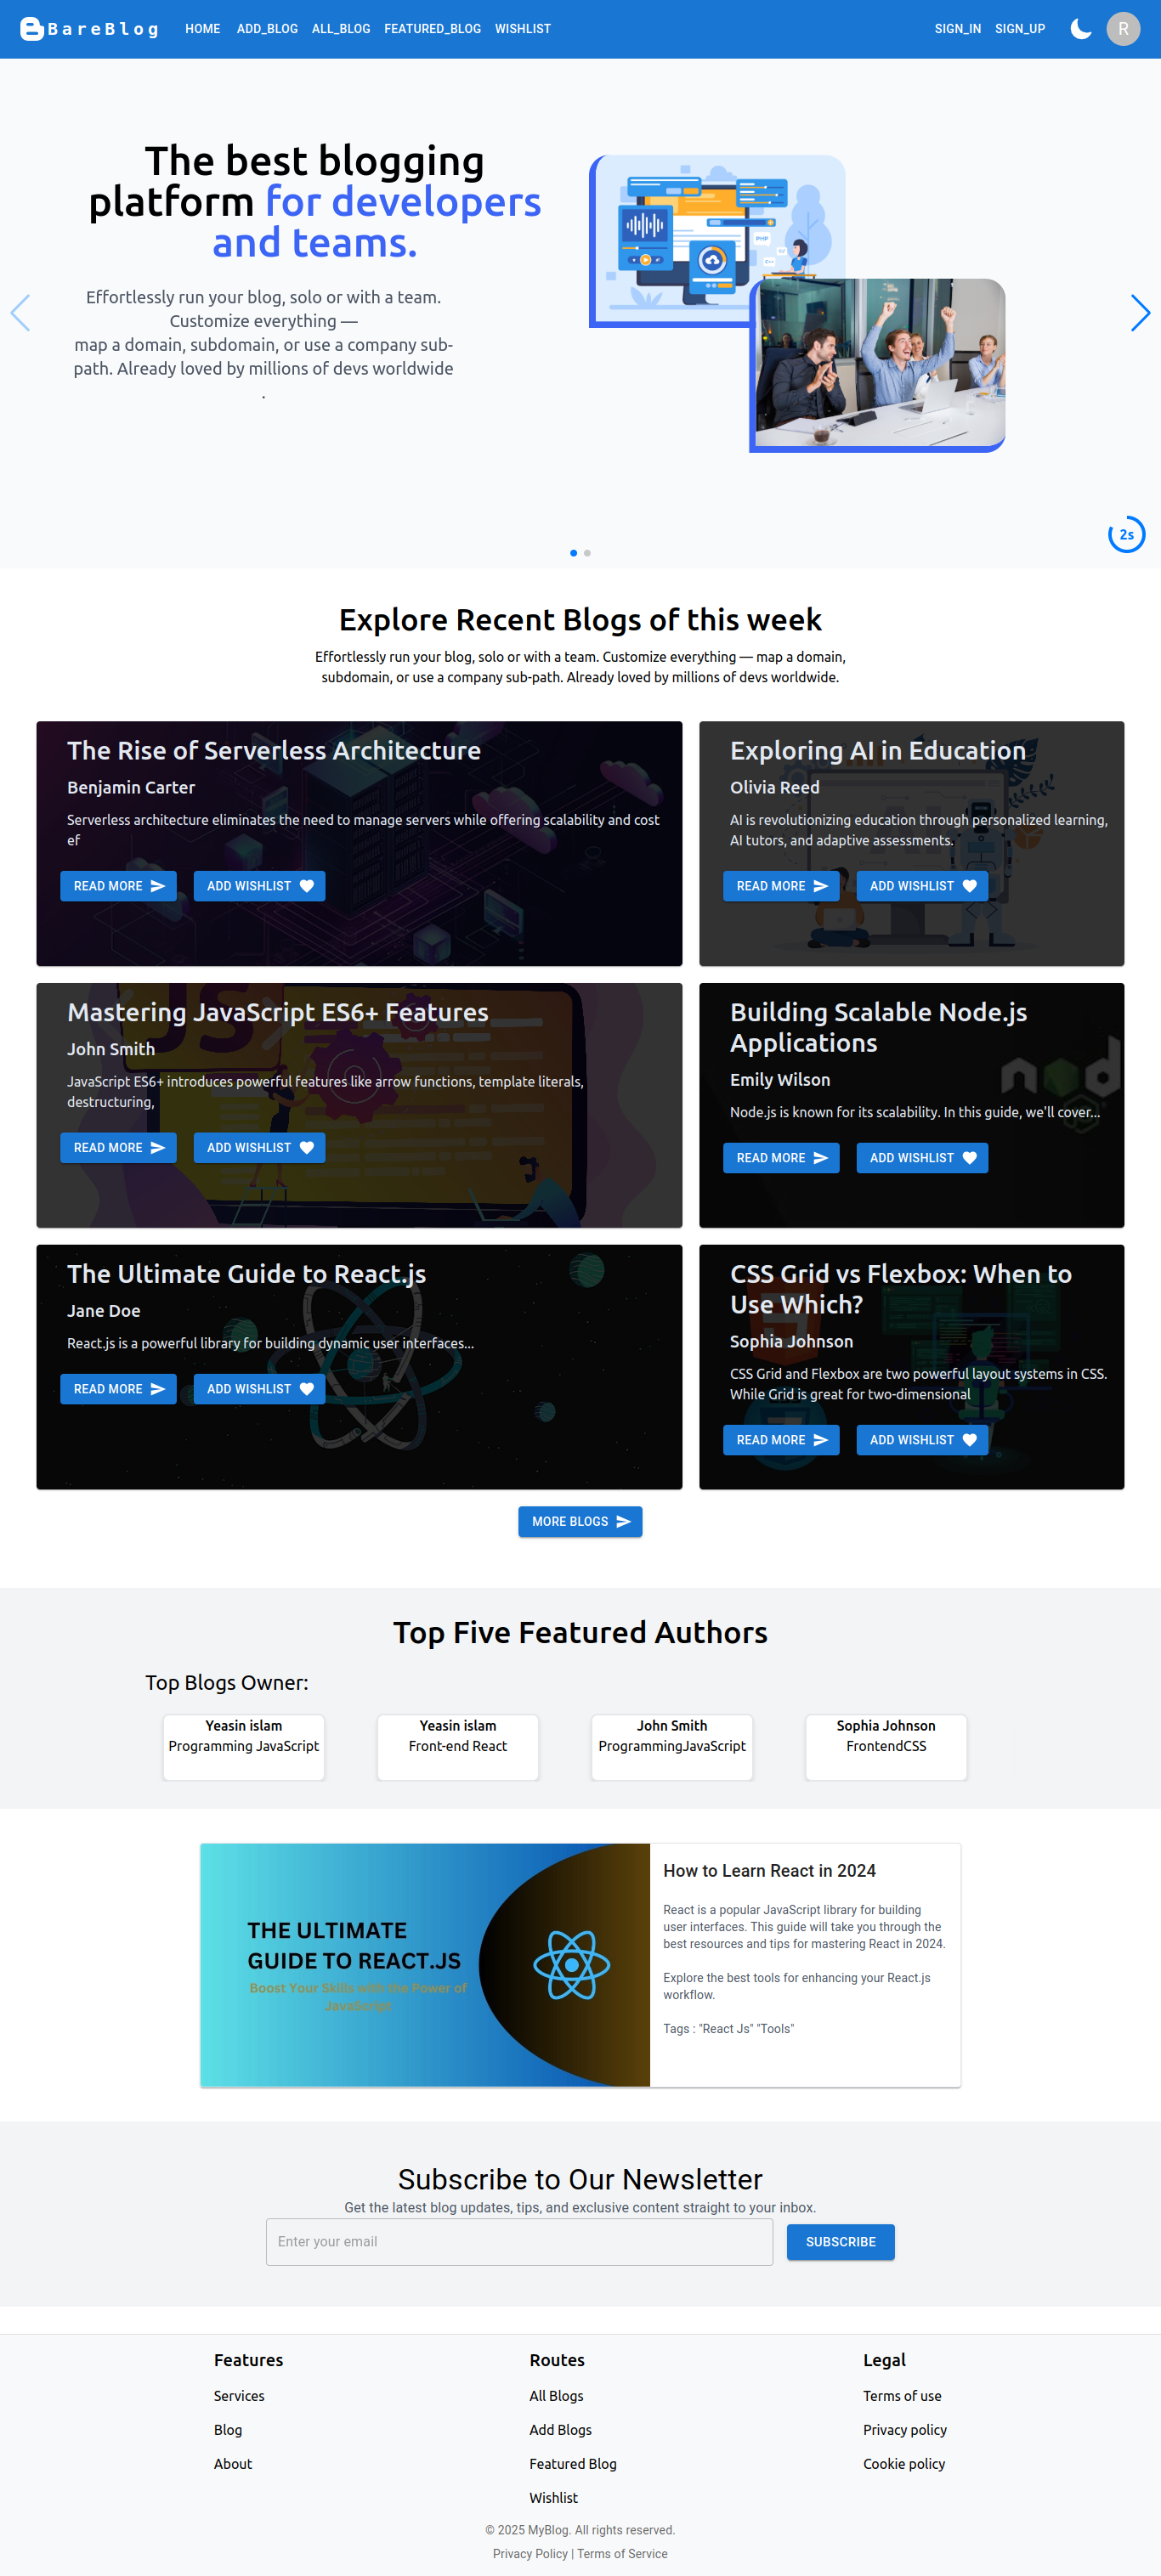 BareBlog
HOME ADD_BLOG ALL_BLOG FEATURED_BLOG WISHLIST SIGN_IN SIGN_UP R
The best blogging
platform for developers
and teams.
Effortlessly run your blog, solo or with a team.
Customize everything —
map a domain, subdomain, or use a company sub-
path. Already loved by millions of devs worldwide
.
PHP
C++
2s
Explore Recent Blogs of this week
Effortlessly run your blog, solo or with a team. Customize everything — map a domain,
subdomain, or use a company sub-path. Already loved by millions of devs worldwide.
The Rise of Serverless Architecture
Benjamin Carter
Serverless architecture eliminates the need to manage servers while offering scalability and cost
ef
READ MORE ADD WISHLIST
Exploring AI in Education
Olivia Reed
AI is revolutionizing education through personalized learning,
AI tutors, and adaptive assessments.
READ MORE ADD WISHLIST
JS
Mastering JavaScript ES6+ Features
John Smith
JavaScript ES6+ introduces powerful features like arrow functions, template literals,
destructuring,
READ MORE ADD WISHLIST
Building Scalable Node.js
Applications
Emily Wilson
Node.js is known for its scalability. In this guide, we'll cover...
READ MORE ADD WISHLIST
The Ultimate Guide to React.js
Jane Doe
React.js is a powerful library for building dynamic user interfaces...
READ MORE ADD WISHLIST
CSS Grid vs Flexbox: When to
Use Which?
Sophia Johnson
CSS Grid and Flexbox are two powerful layout systems in CSS.
While Grid is great for two-dimensional
READ MORE ADD WISHLIST
MORE BLOGS
Top Five Featured Authors
Top Blogs Owner:
Yeasin islam
Programming JavaScript
Yeasin islam
Front-end React
John Smith
ProgrammingJavaScript
Sophia Johnson
FrontendCSS
THE ULTIMATE
GUIDE TO REACT.JS
Boost Your Skills with the Power of
JavaScript
How to Learn React in 2024
React is a popular JavaScript library for building
user interfaces. This guide will take you through the
best resources and tips for mastering React in 2024.
Explore the best tools for enhancing your React.js
workflow.
Tags : "React Js" "Tools"
Subscribe to Our Newsletter
Get the latest blog updates, tips, and exclusive content straight to your inbox.
Enter your email
SUBSCRIBE
Features
Services
Blog
About
Routes
All Blogs
Add Blogs
Featured Blog
Wishlist
Legal
Terms of use
Privacy policy
Cookie policy
© 2025 MyBlog. All rights reserved.
Privacy Policy | Terms of Service